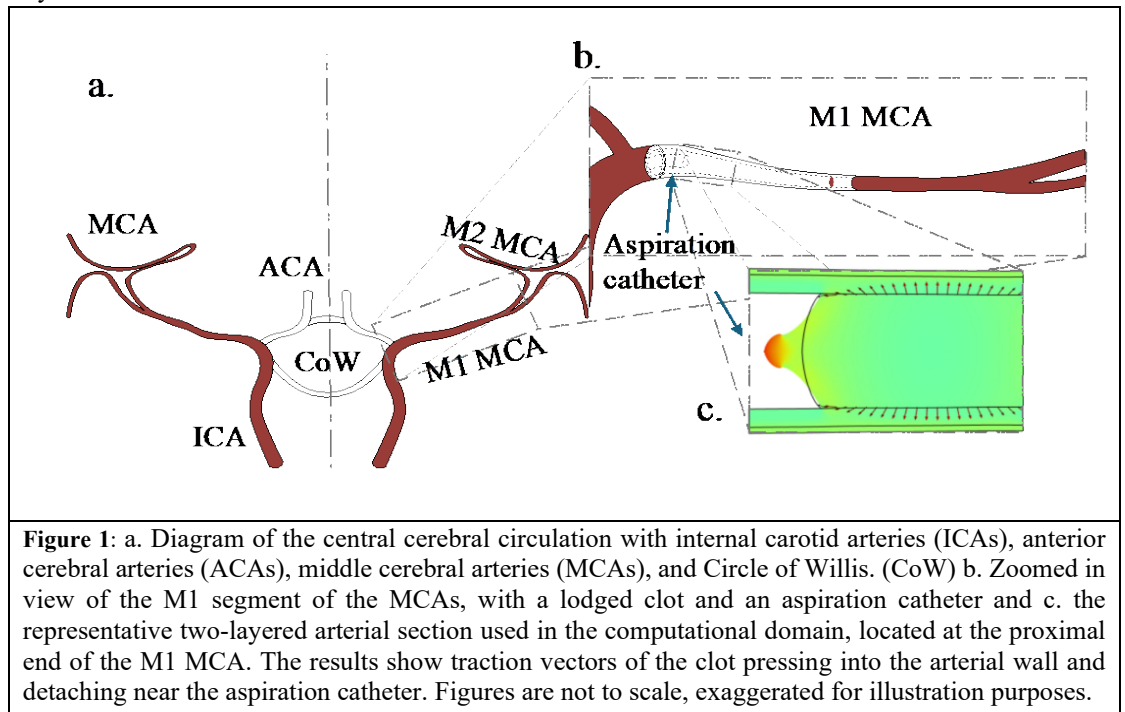 a.
b.
M1 MCA
MCA
M2 MCA
ACA
Aspiration
catheter
CoW
M1 MCA
c.
ICA
Figure 1: a. Diagram of the central cerebral circulation with internal carotid arteries (ICAs), anterior
cerebral arteries (ACAs), middle cerebral arteries (MCAs), and Circle of Willis. (CoW) b. Zoomed in
view of the M1 segment of the MCAs, with a lodged clot and an aspiration catheter and c. the
representative two-layered arterial section used in the computational domain, located at the proximal
end of the M1 MCA. The results show traction vectors of the clot pressing into the arterial wall and
detaching near the aspiration catheter. Figures are not to scale, exaggerated for illustration purposes.